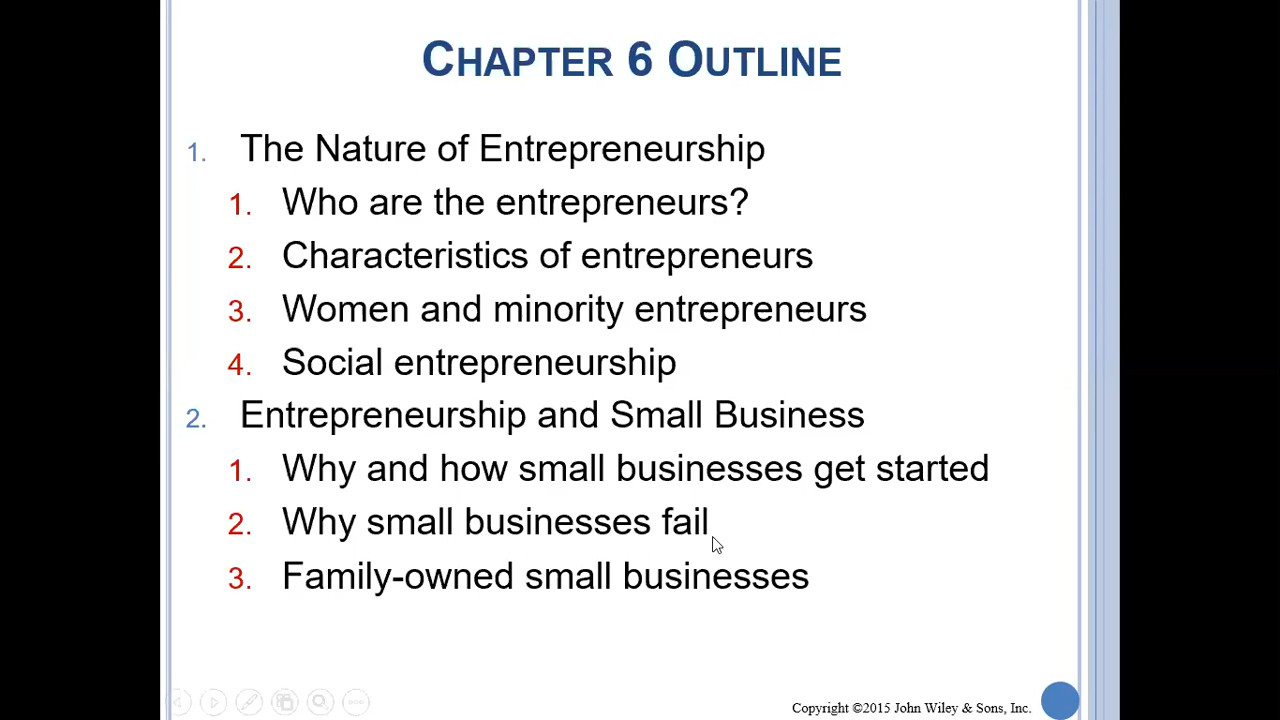 CHAPTER 6 OUTLINE
1. The Nature of Entrepreneurship
1. Who are the entrepreneurs?
2. Characteristics of entrepreneurs
3. Women and minority entrepreneurs
4. Social entrepreneurship
2. Entrepreneurship and Small Business
1. Why and how small businesses get started
2. Why small businesses fail
3. Family-owned small businesses
Copyright ©2015 John Wiley & Sons, Inc.